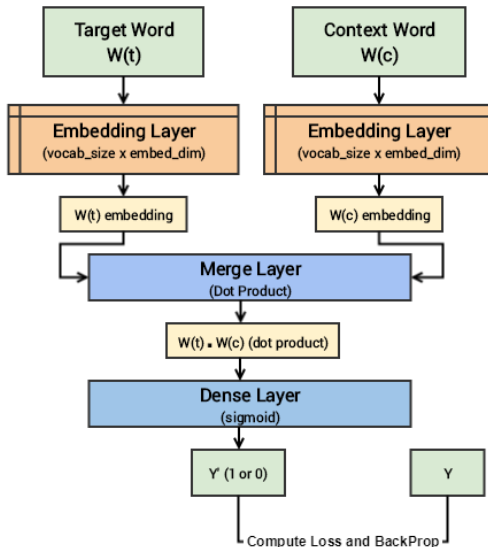 Target Word
W(t)
Context Word
W(c)
Embedding Layer
(vocab_size x embed_dim)
Embedding Layer
(vocab_size x embed_dim)
W(t) embedding
W(c) embedding
Merge Layer
(Dot Product)
W(t) . W(c) (dot product)
Dense Layer
(sigmoid)
Y' (1 or 0)
Y
Compute Loss and BackProp